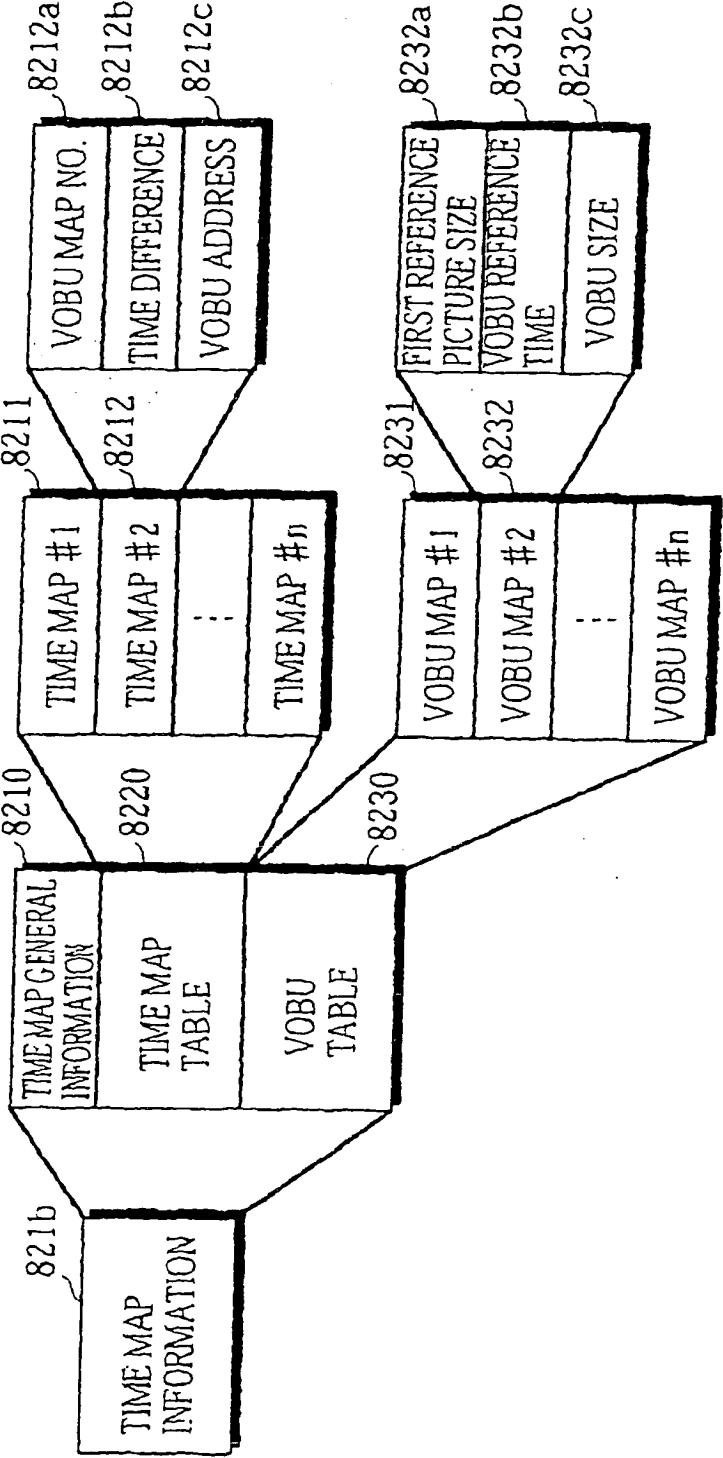 821b
TIME MAP
INFORMATION
8210
TIME MAP GENERAL
INFORMATION
8220
TIME MAP
TABLE
8230
VOBU
TABLE
8211
TIME MAP #1
8212
TIME MAP #2
TIME MAP #n
8231
VOBU MAP #1
8232
VOBU MAP #2
VOBU MAP #n
8212a
VOBU MAP NO.
8212b
TIME DIFFERENCE
8212c
VOBU ADDRESS
8232a
FIRST REFERENCE
PICTURE SIZE
8232b
VOBU REFERENCE
TIME
8232c
VOBU SIZE